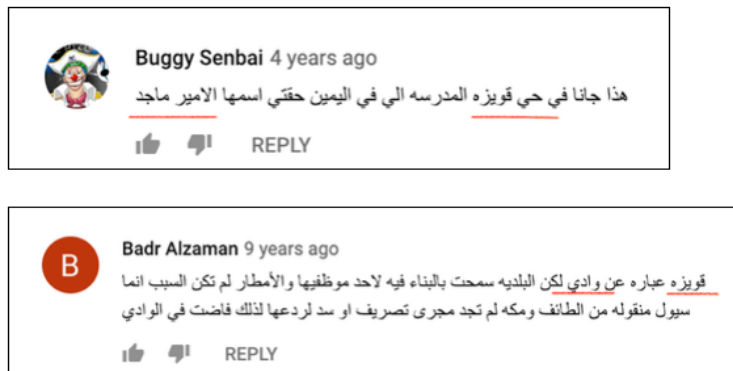 Buggy Senbai 4 years ago
هذا جانا في حي قويزه المدرسه الي في اليمين حقتي اسمها الامير ماجد
REPLY
B
Badr Alzaman 9 years ago
قويزه عباره عن وادي لكن البلديه سمحت بالبناء فيه لاحد موظفيها والأمطار لم تكن السبب انما
سيول منقوله من الطائف ومكه لم تجد مجرى تصريف او سد لردعها لذلك فاضت في الوادي
REPLY